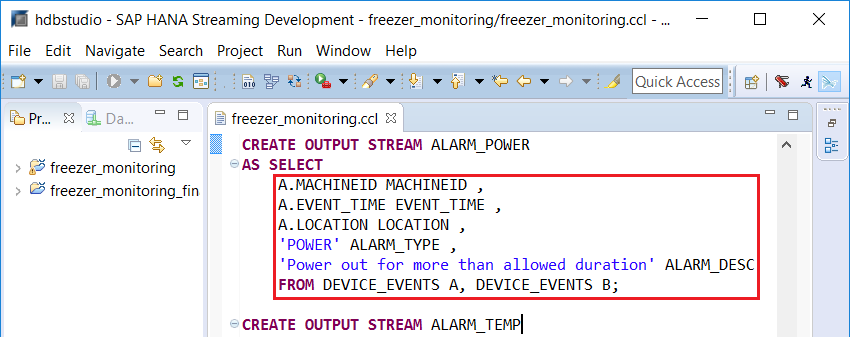 hdbstudio - SAP HANA Streaming Development - freezer_monitoring/freezer_monitoring.ccl - ...
File Edit Navigate Search Project Run Window Help
Quick Access
Pr... Da...
freezer_monitoring
freezer_monitoring_fin
freezer_monitoring.ccl
CREATE OUTPUT STREAM ALARM_POWER
AS SELECT
A.MACHINEID MACHINEID ,
A.EVENT_TIME EVENT_TIME ,
A.LOCATION LOCATION ,
'POWER' ALARM_TYPE ,
'Power out for more than allowed duration' ALARM_DESC
FROM DEVICE_EVENTS A, DEVICE_EVENTS B;
CREATE OUTPUT STREAM ALARM_TEMP